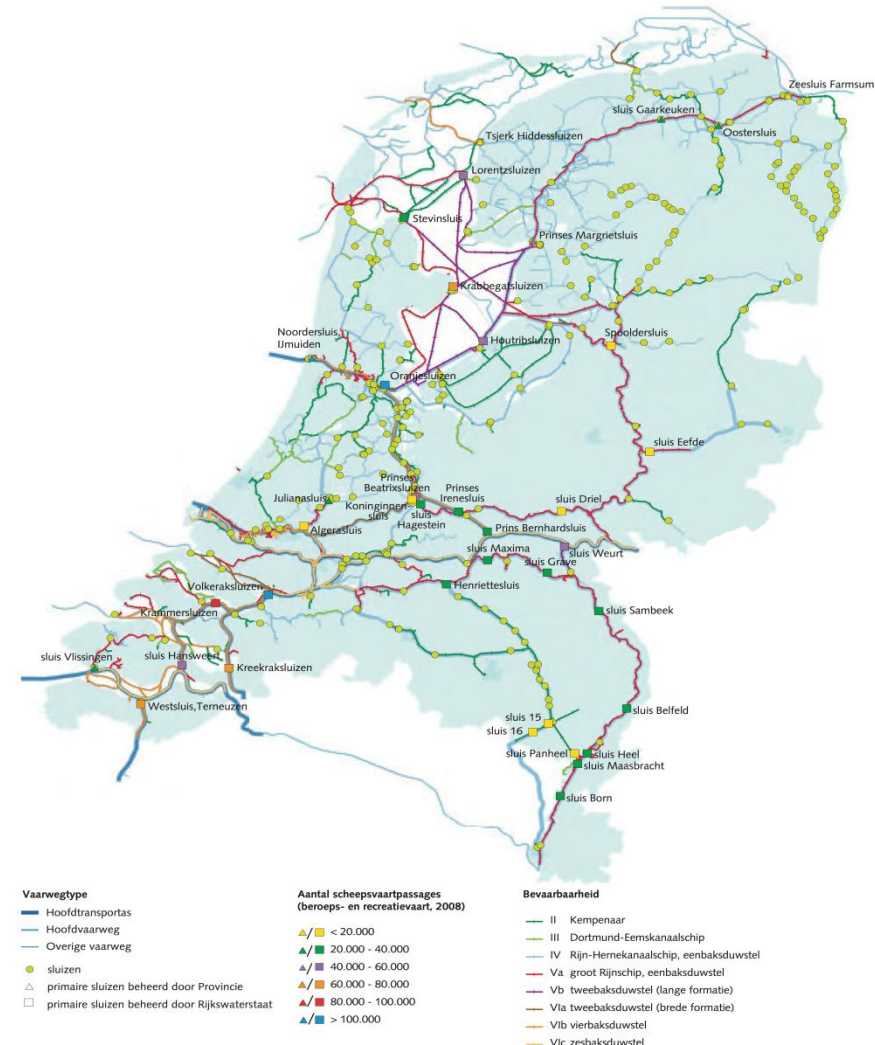 Zeesluis Farmsum
sluis Gaarkeuken
Oostersluis
Tsjerk Hiddessluizen
Lorentzsluizen
Stevinsluis
Prinses Margrietsluis
Krabbegatsluizen
Noordersluis,
IJmuiden
Houtribsluizen
Spooldersluis
Oranjesluizen
sluis Eefde
Prinses
Beatrixsluizen
Prinses
Irenesluis
sluis Driel
Julianasluis
Koninginnen-
sluis
sluis
Hagestein
Algerasluis
Prins Bernhardsluis
sluis Maxima
sluis Weurt
sluis Grave
Volkeraksluizen
Henriettesluis
Krammersluizen
sluis Sambeek
sluis Vlissingen
sluis Hansweert
Kreekraksluizen
Westsluis,Terneuzen
sluis Belfeld
sluis 15
sluis 16
sluis Panheel
sluis Heel
sluis Maasbracht
sluis Born
Vaarwegtype
Hoofdtransportas
Hoofdvaarweg
Overige vaarweg
sluizen
primaire sluizen beheerd door Provincie
primaire sluizen beheerd door Rijkswaterstaat
Aantal scheepsvaartpassages
(beroeps- en recreatievaart, 2008)
/ < 20.000
/ 20.000 - 40.000
/ 40.000 - 60.000
/ 60.000 - 80.000
/ 80.000 - 100.000
/ > 100.000
Bevaarbaarheid
II Kempenaar
III Dortmund-Eemskanaalschip
IV Rijn-Hernekanaalschip, eenbaksduwstel
Va groot Rijnschip, eenbaksduwstel
Vb tweebaksduwstel (lange formatie)
VIa tweebaksduwstel (brede formatie)
VIb vierbaksduwstel
VIc zesbaksduwstel